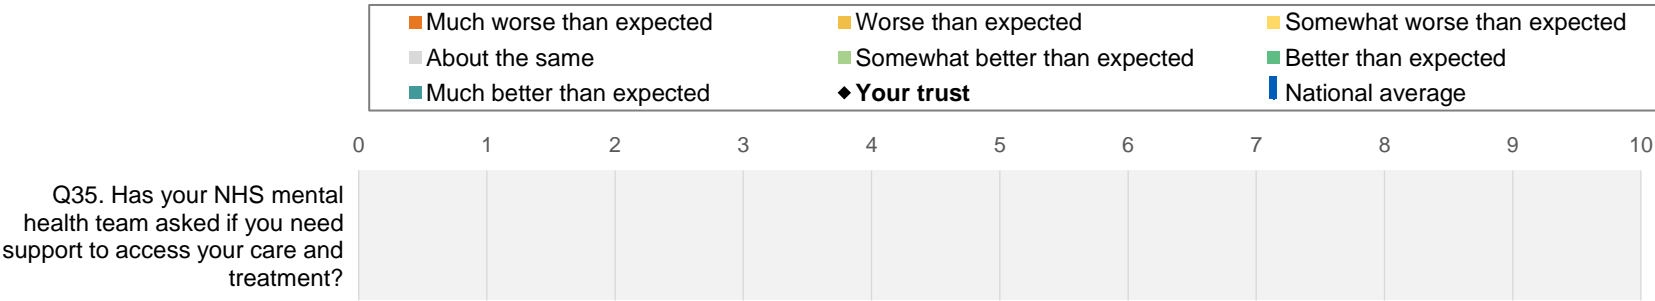 Much worse than expected
Worse than expected
Somewhat worse than expected
About the same
Somewhat better than expected
Better than expected
Much better than expected
Your trust
National average
0 1 2 3 4 5 6 7 8 9 10
Q35. Has your NHS mental
health team asked if you need
support to access your care and
treatment?